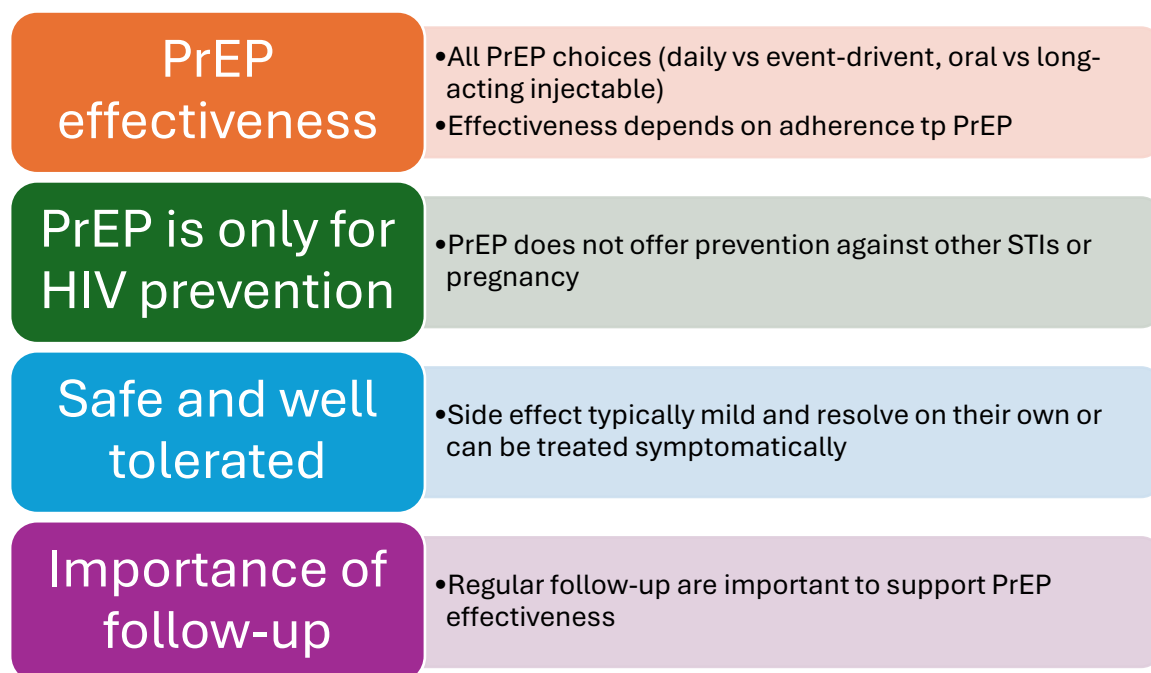 PrEP
effectiveness
•All PrEP choices (daily vs event-drivent, oral vs long-
acting injectable)
•Effectiveness depends on adherence tp PrEP
PrEP is only for
HIV prevention
•PrEP does not offer prevention against other STIs or
pregnancy
Safe and well
tolerated
•Side effect typically mild and resolve on their own or
can be treated symptomatically
Importance of
follow-up
•Regular follow-up are important to support PrEP
effectiveness